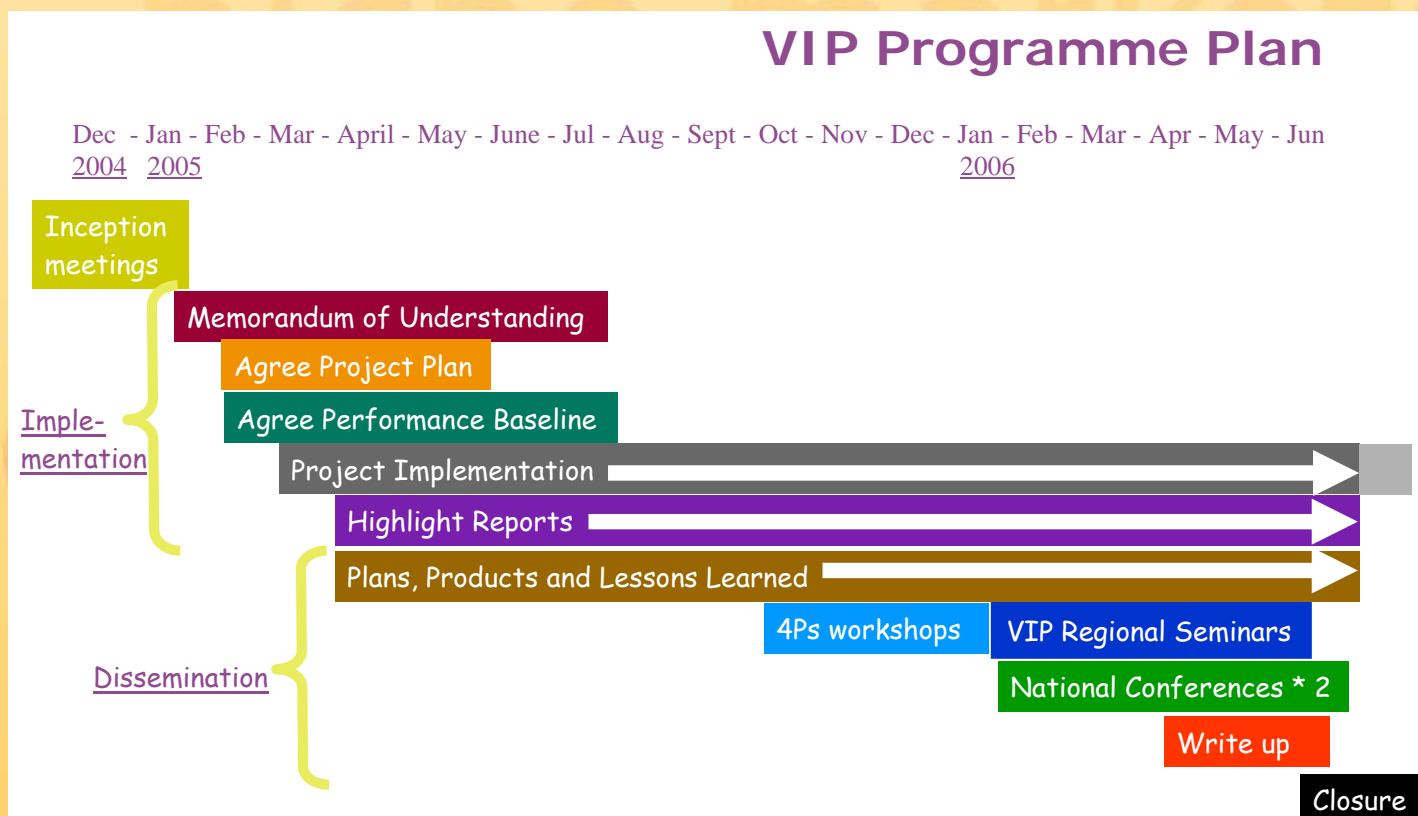 VIP Programme Plan
Dec - Jan - Feb - Mar - April - May - June - Jul - Aug - Sept - Oct - Nov - Dec - Jan - Feb - Mar - Apr - May - Jun
2004 2005 2006
Inception
meetings
Memorandum of Understanding
Agree Project Plan
Agree Performance Baseline
Imple-
mentation
Project Implementation
Highlight Reports
Plans, Products and Lessons Learned
4Ps workshops
VIP Regional Seminars
Dissemination
National Conferences * 2
Write up
Closure